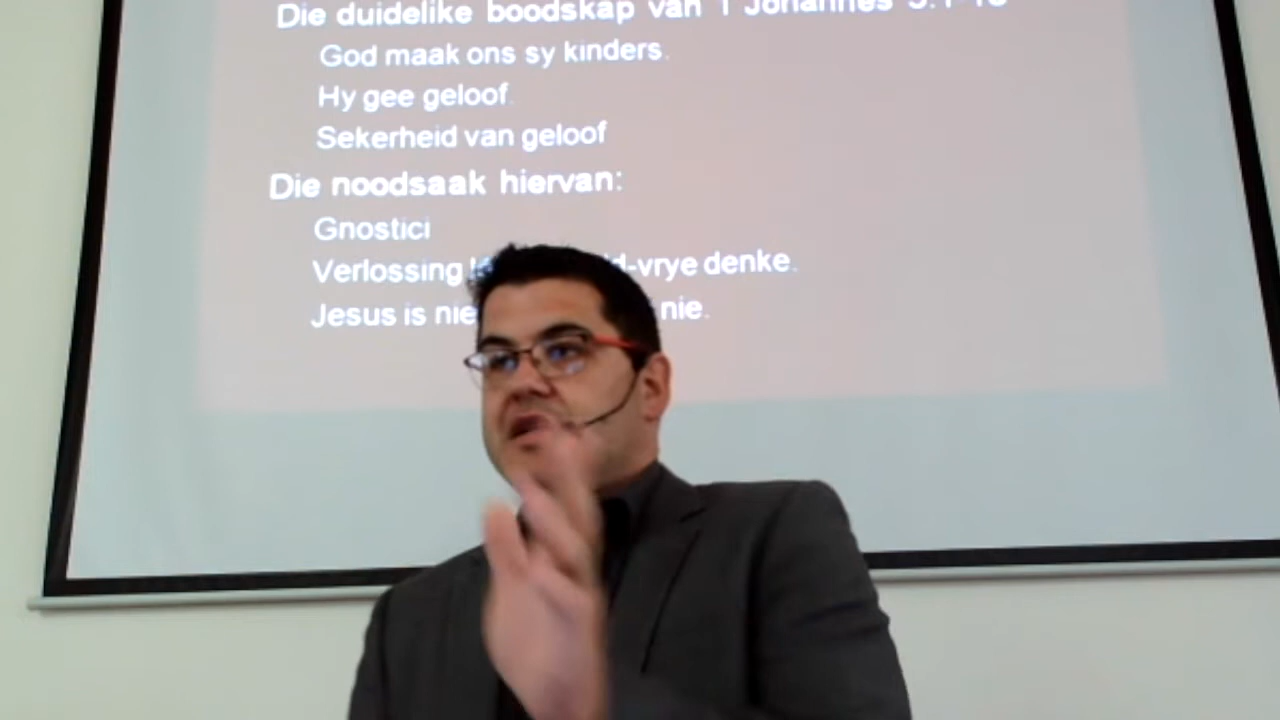 Die duidelike boodskap van 1 Johannes
God maak ons sy kinders.
Hy gee geloof.
Sekerheid van geloof
Die noodsaak hiervan:
Gnostici
Verlossing -vrye denke.
Jesus is nie nie.